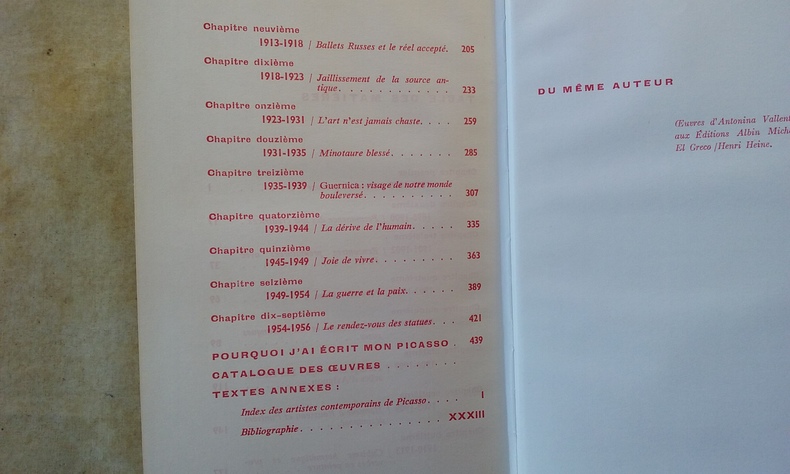 Chapitre neuvième
1913-1918 / Ballets Russes et le réel accepté. 205
Chapitre dixième
1918-1923 / Jaillissement de la source an-
tique. . . . . . . . . . . . 233
Chapitre onzième
1923-1931 / L'art n'est jamais chaste. . . . 259
Chapitre douzième
1931-1935 / Minotaure blessé. . . . . . . 285
Chapitre treizième
1935-1939 / Guernica : visage de notre monde
bouleversé. . . . . . . . . . 307
Chapitre quatorzième
1939-1944 / La dérive de l'humain. . . . . 335
Chapitre quinzième
1945-1949 / Joie de vivre. . . . . . . . . 363
Chapitre seizième
1949-1954 / La guerre et la paix. . . . . . 389
Chapitre dix-septième
1954-1956 / Le rendez-vous des statues. . . 421
POURQUOI J'AI ÉCRIT MON PICASSO . 439
CATALOGUE DES ŒUVRES . . . . . . . .
TEXTES ANNEXES :
Index des artistes contemporains de Picasso. . . . I
Bibliographie. . . . . . . . . . . . . . . XXXIII
DU MÊME AUTEUR
Œuvres d'Antonina Vallent
aux Éditions Albin Mich
El Greco / Henri Heine.